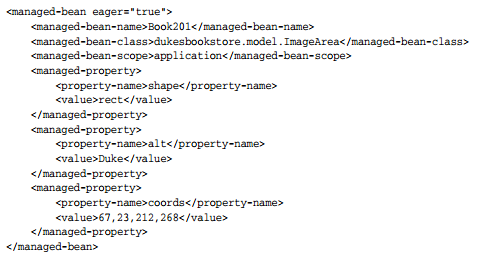 <managed-bean eager="true">
    <managed-bean-name>Book201</managed-bean-name>
    <managed-bean-class>dukesbookstore.model.ImageArea</managed-bean-class>
    <managed-bean-scope>application</managed-bean-scope>
    <managed-property>
        <property-name>shape</property-name>
        <value>rect</value>
    </managed-property>
    <managed-property>
        <property-name>alt</property-name>
        <value>Duke</value>
    </managed-property>
    <managed-property>
        <property-name>coords</property-name>
        <value>67,23,212,268</value>
    </managed-property>
</managed-bean>